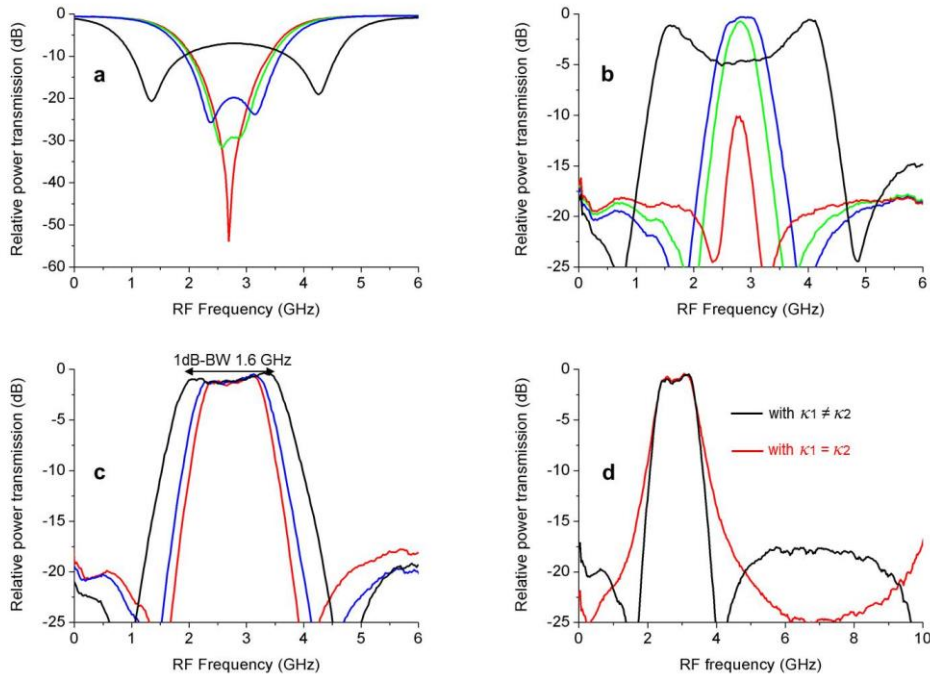 0
-10
-20
-30
-40
-50
-60
Relative power transmission (dB)
a
0 1 2 3 4 5 6
RF Frequency (GHz)
0
-5
-10
-15
-20
-25
Relative power transmission (dB)
b
0 1 2 3 4 5 6
RF Frequency (GHz)
0
-5
-10
-15
-20
-25
Relative power transmission (dB)
1dB-BW 1.6 GHz
c
0 1 2 3 4 5 6
RF Frequency (GHz)
0
-5
-10
-15
-20
-25
Relative power transmission (dB)
d
with κ1 ≠ κ2
with κ1 = κ2
0 2 4 6 8 10
RF frequency (GHz)